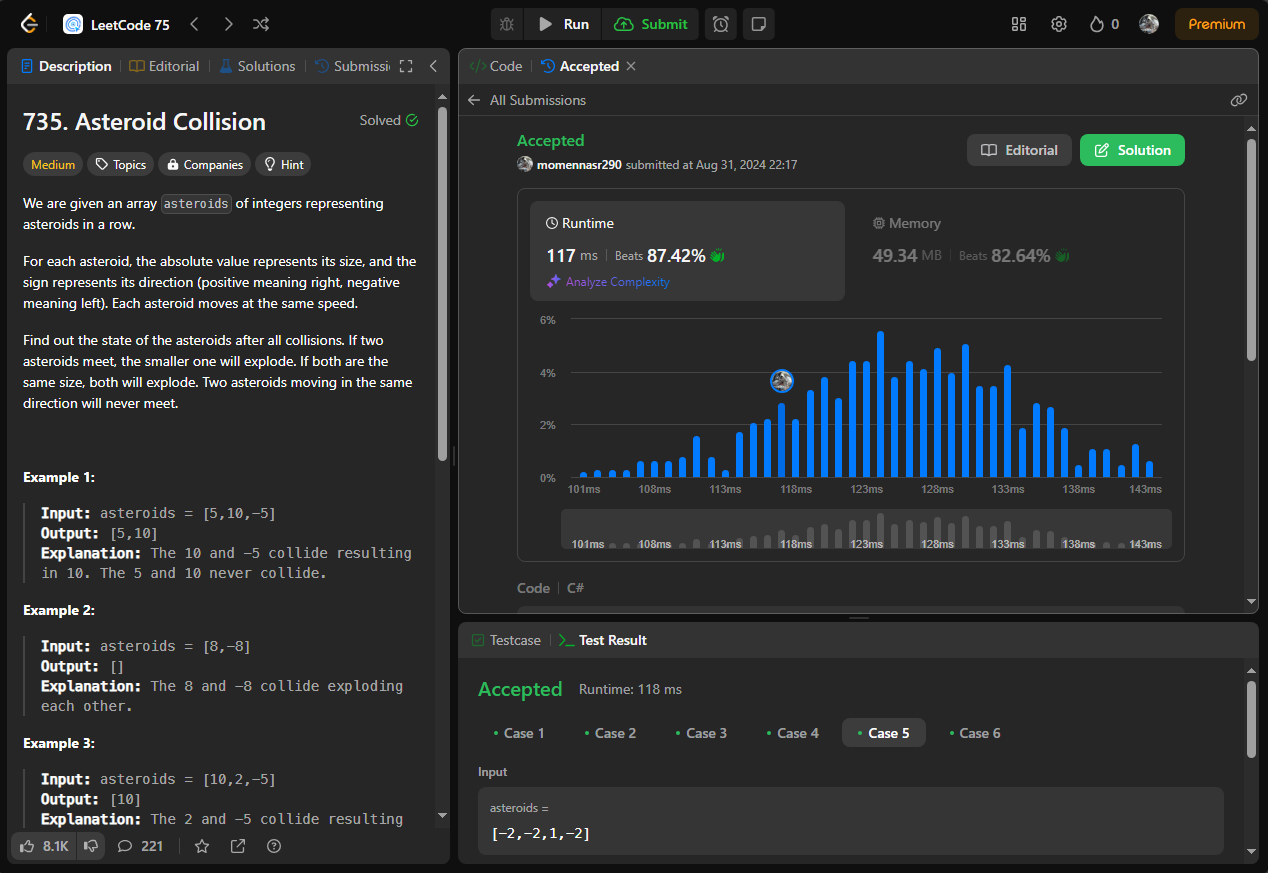 LeetCode 75
Run
Submit
0
Premium
Description
Editorial
Solutions
Submissi
735. Asteroid Collision
Solved
Medium
Topics
Companies
Hint
We are given an array asteroids of integers representing
asteroids in a row.
For each asteroid, the absolute value represents its size, and the
sign represents its direction (positive meaning right, negative
meaning left). Each asteroid moves at the same speed.
Find out the state of the asteroids after all collisions. If two
asteroids meet, the smaller one will explode. If both are the
same size, both will explode. Two asteroids moving in the same
direction will never meet.
Example 1:
Input: asteroids = [5,10,-5]
Output: [5,10]
Explanation: The 10 and -5 collide resulting
in 10. The 5 and 10 never collide.
Example 2:
Input: asteroids = [8,-8]
Output: []
Explanation: The 8 and -8 collide exploding
each other.
Example 3:
Input: asteroids = [10,2,-5]
Output: [10]
Explanation: The 2 and -5 collide resulting
8.1K
221
Code
Accepted
All Submissions
Accepted
momennasr290 submitted at Aug 31, 2024 22:17
Editorial
Solution
Runtime
117 ms
Beats 87.42%
Analyze Complexity
Memory
49.34 MB
Beats 82.64%
6%
4%
2%
0%
101ms 108ms 113ms 118ms 123ms 128ms 133ms 138ms 143ms
101ms 108ms 113ms 118ms 123ms 128ms 133ms 138ms 143ms
Code
C#
Testcase
Test Result
Accepted
Runtime: 118 ms
Case 1
Case 2
Case 3
Case 4
Case 5
Case 6
Input
asteroids =
[-2,-2,1,-2]